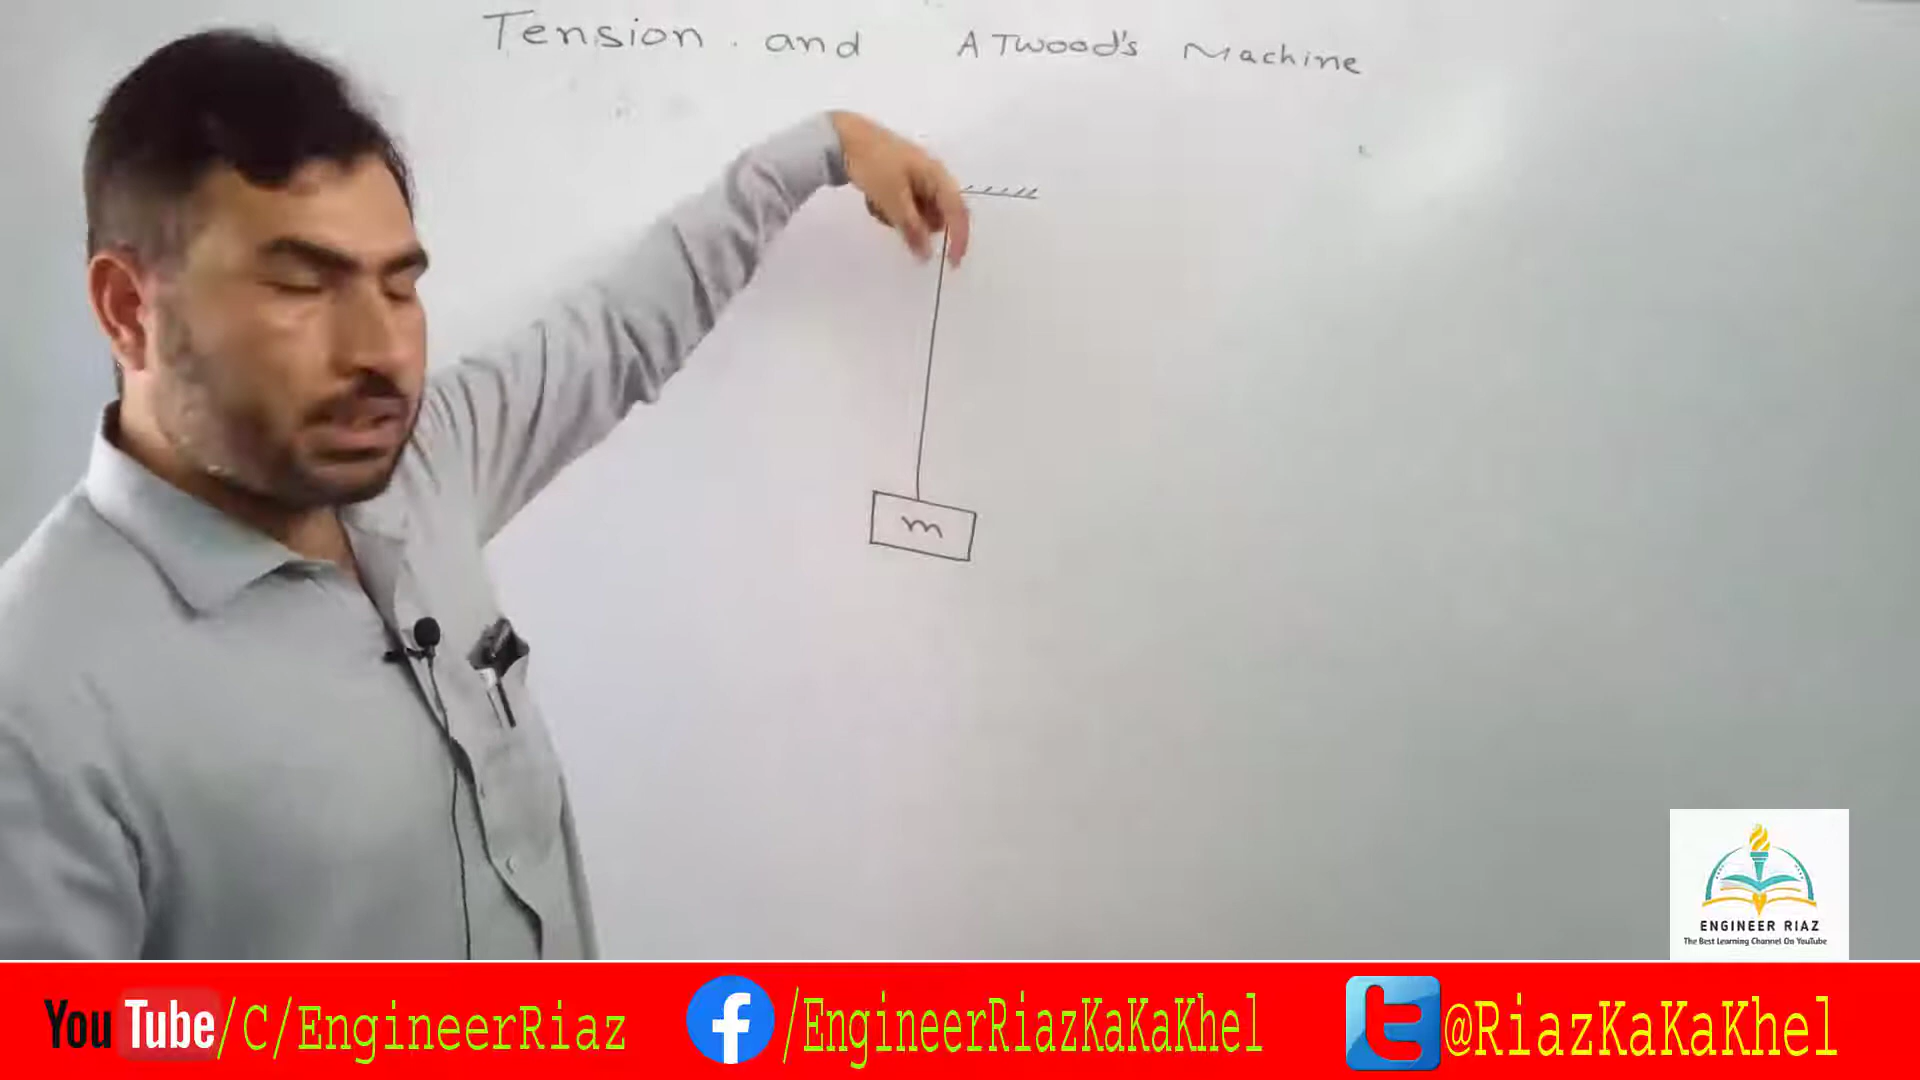 Tension. and ATwood's Machine
m
ENGINEER RIAZ
The Best Learning Channel On YouTube
YouTube/C/EngineerRiaz
/EngineerRiazKaKaKhel
@RiazKaKaKhel